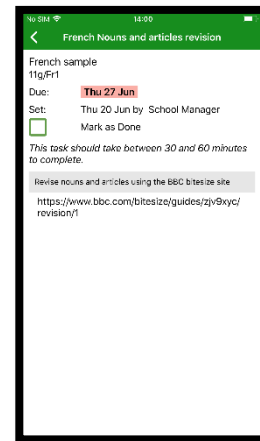 No SIM 14:00
French Nouns and articles revision
French sample
11g/Fr1
Due: Thu 27 Jun
Set: Thu 20 Jun by School Manager
Mark as Done
This task should take between 30 and 60 minutes
to complete.
Revise nouns and articles using the BBC bitesize site
https://www.bbc.com/bitesize/guides/zjv9xyc/
revision/1